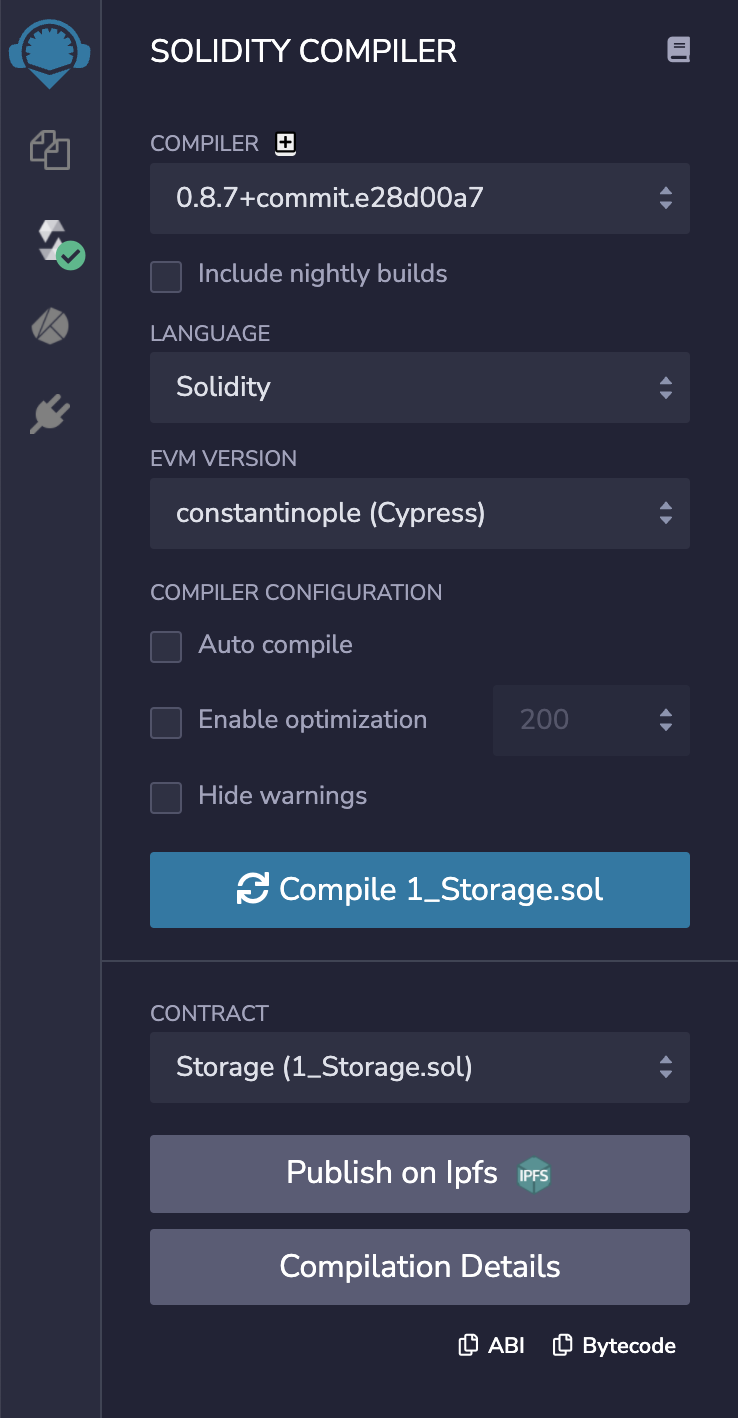 SOLIDITY COMPILER
COMPILER
0.8.7+commit.e28d00a7
Include nightly builds
LANGUAGE
Solidity
EVM VERSION
constantinople (Cypress)
COMPILER CONFIGURATION
Auto compile
Enable optimization 200
Hide warnings
Compile 1_Storage.sol
CONTRACT
Storage (1_Storage.sol)
Publish on Ipfs IPFS
Compilation Details
ABI Bytecode